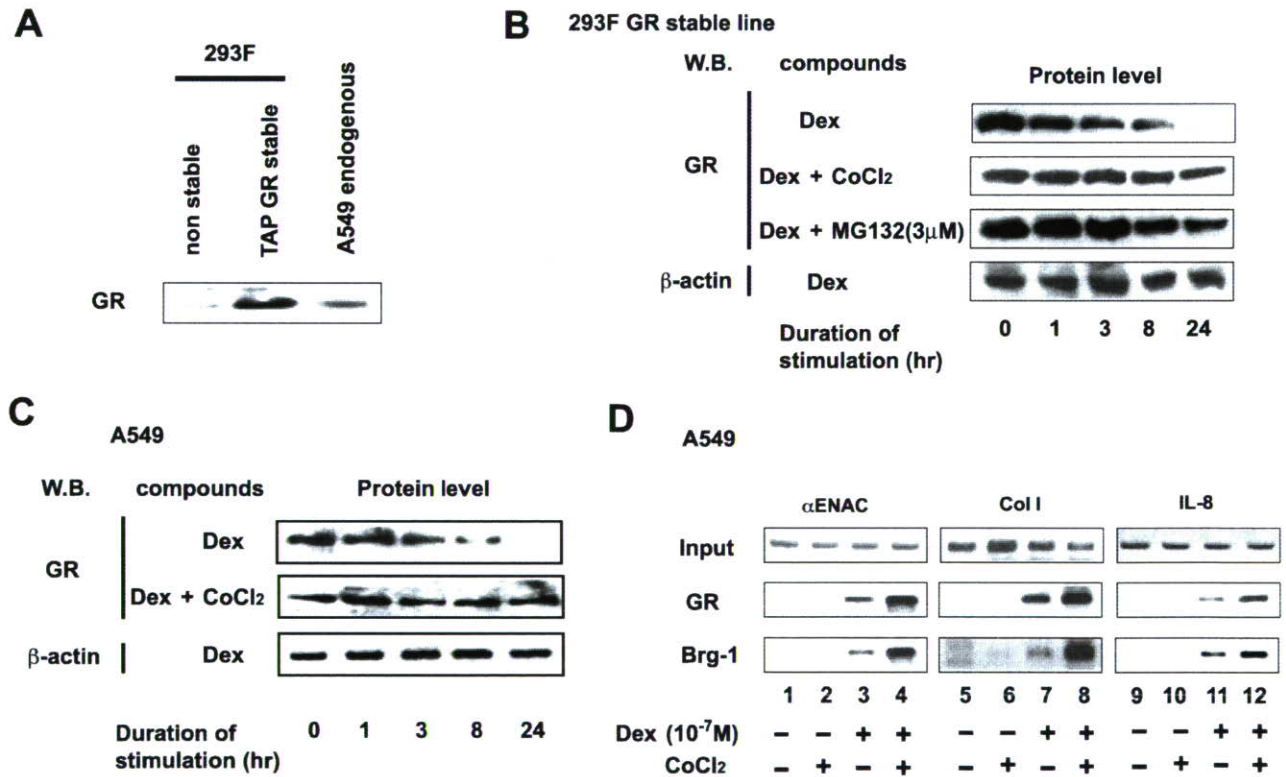 A
293F
non stable
TAP GR stable
A549 endogenous
GR
B 293F GR stable line
W.B. compounds Protein level
Dex
GR
Dex + CoCl2
Dex + MG132(3μM)
β-actin Dex
Duration of stimulation (hr)
0 1 3 8 24
C
A549
W.B. compounds Protein level
Dex
GR
Dex + CoCl2
β-actin Dex
Duration of stimulation (hr)
0 1 3 8 24
D
A549
αENAC Col I IL-8
Input
GR
Brg-1
1 2 3 4 5 6 7 8 9 10 11 12
Dex (10-7M) − − + + − − + + − − + +
CoCl2 − + − + − + − + − + − +